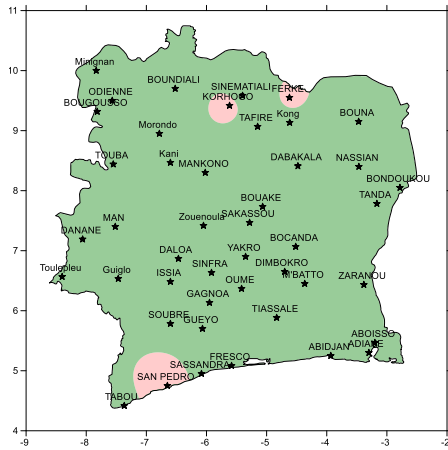 11
10
9
8
7
6
5
4
Minignan
BOUNDIALI
SINEMATIALI
FERKE
ODIENNE
KORHOGO
BOUGOUSSO
TAFIRE
Kong
BOUNA
Morondo
TOUBA
Kani
MANKONO
DABAKALA
NASSIAN
BONDOUKOU
BOUAKE
TANDA
MAN
Zouenoula
SAKASSOU
DANANE
BOCANDA
DALOA
YAKRO
Toulepleu
Guiglo
ISSIA
SINFRA
DIMBOKRO
M'BATTO
ZARANOU
OUME
GAGNOA
SOUBRE
GUEYO
TIASSALE
ABOISSO
ABIDJAN
ADIAKE
FRESCO
SASSANDRA
SAN PEDRO
TABOU
-9 -8 -7 -6 -5 -4 -3 -2